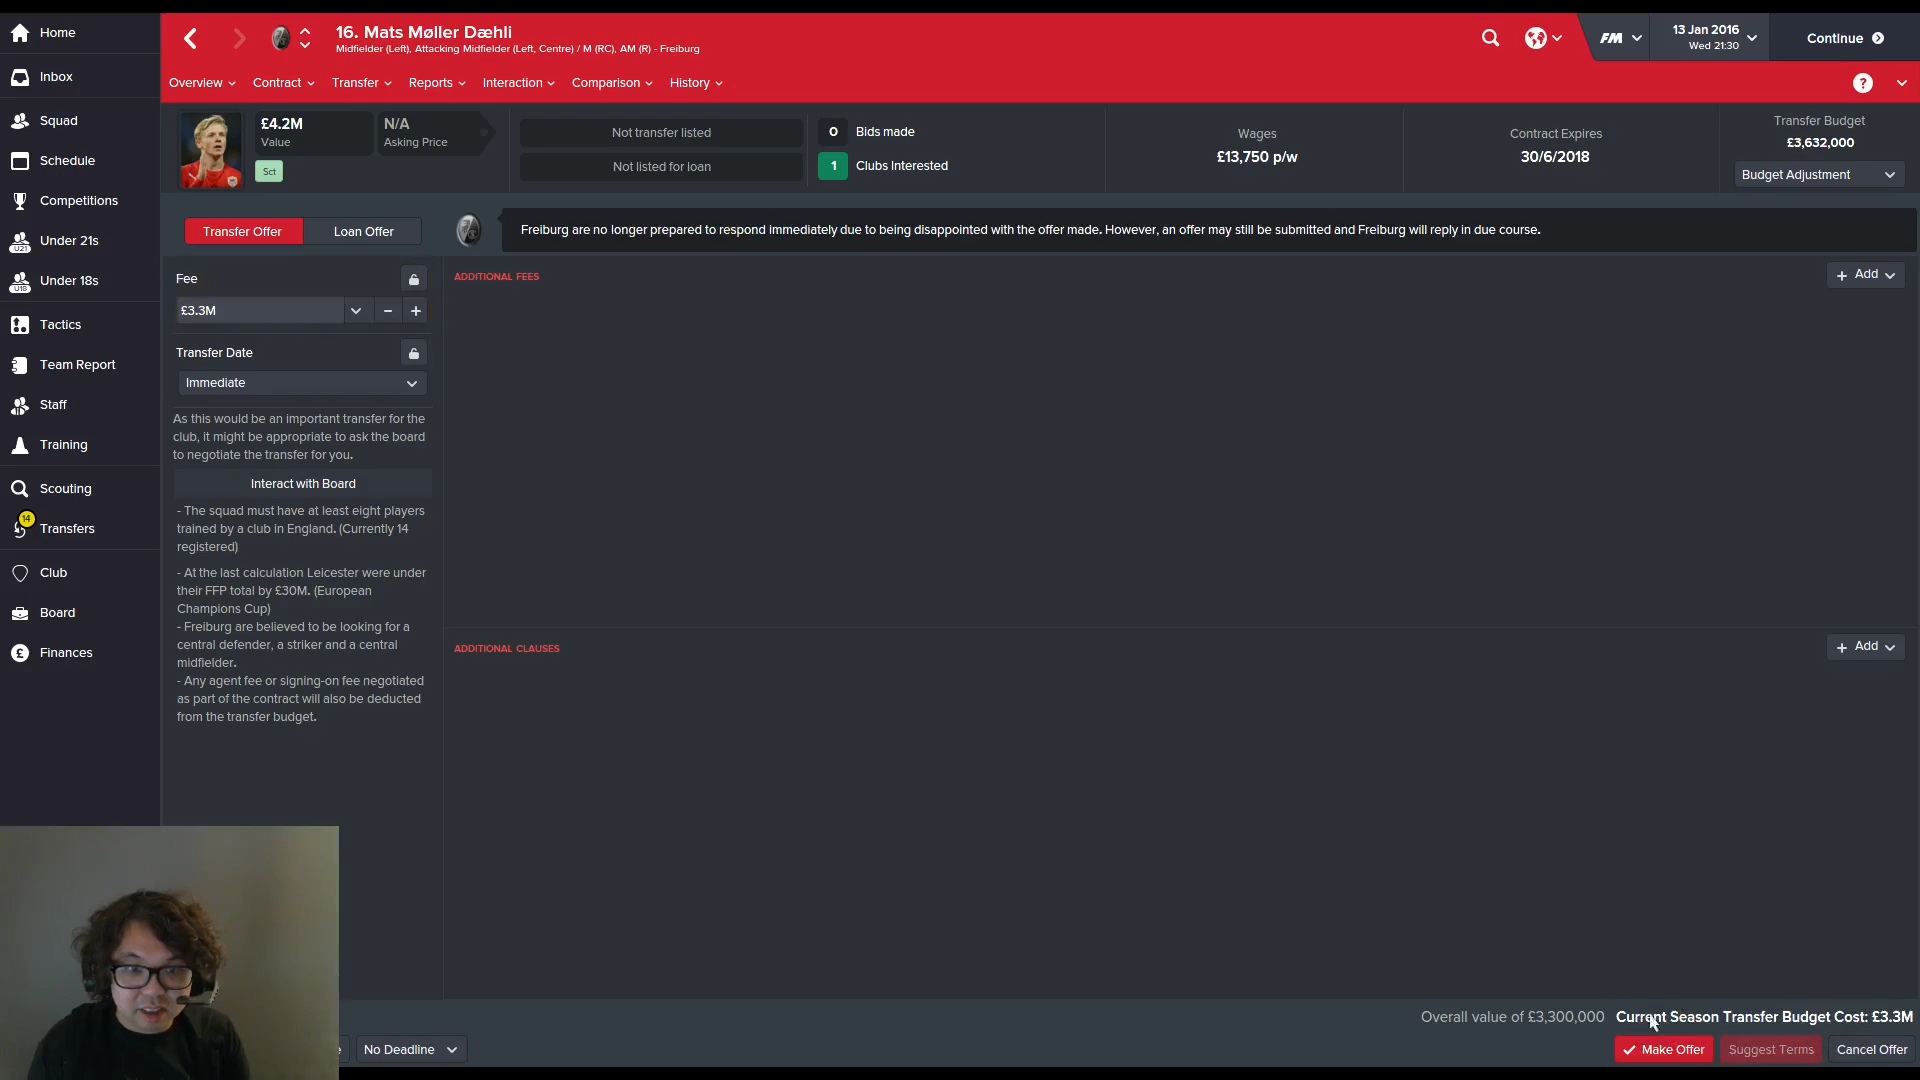 Home
Inbox
Squad
Schedule
Competitions
U21
Under 21s
U18
Under 18s
Tactics
Team Report
Staff
Training
Scouting
14
Transfers
Club
Board
£
Finances
16. Mats Møller Dæhli
Midfielder (Left), Attacking Midfielder (Left, Centre) / M (RC), AM (R) - Freiburg
FM
13 Jan 2016
Wed 21:30
Continue
Overview
Contract
Transfer
Reports
Interaction
Comparison
History
?
£4.2M
Value
N/A
Asking Price
Sct
Not transfer listed
Not listed for loan
0 Bids made
1 Clubs Interested
Wages
£13,750 p/w
Contract Expires
30/6/2018
Transfer Budget
£3,632,000
Budget Adjustment
Transfer Offer
Loan Offer
Freiburg are no longer prepared to respond immediately due to being disappointed with the offer made. However, an offer may still be submitted and Freiburg will reply in due course.
Fee
£3.3M
Transfer Date
Immediate
As this would be an important transfer for the
club, it might be appropriate to ask the board
to negotiate the transfer for you.
Interact with Board
- The squad must have at least eight players
trained by a club in England. (Currently 14
registered)
- At the last calculation Leicester were under
their FFP total by £30M. (European
Champions Cup)
- Freiburg are believed to be looking for a
central defender, a striker and a central
midfielder.
- Any agent fee or signing-on fee negotiated
as part of the contract will also be deducted
from the transfer budget.
ADDITIONAL FEES
+ Add
ADDITIONAL CLAUSES
+ Add
Overall value of £3,300,000 Current Season Transfer Budget Cost: £3.3M
No Deadline
Make Offer
Suggest Terms
Cancel Offer